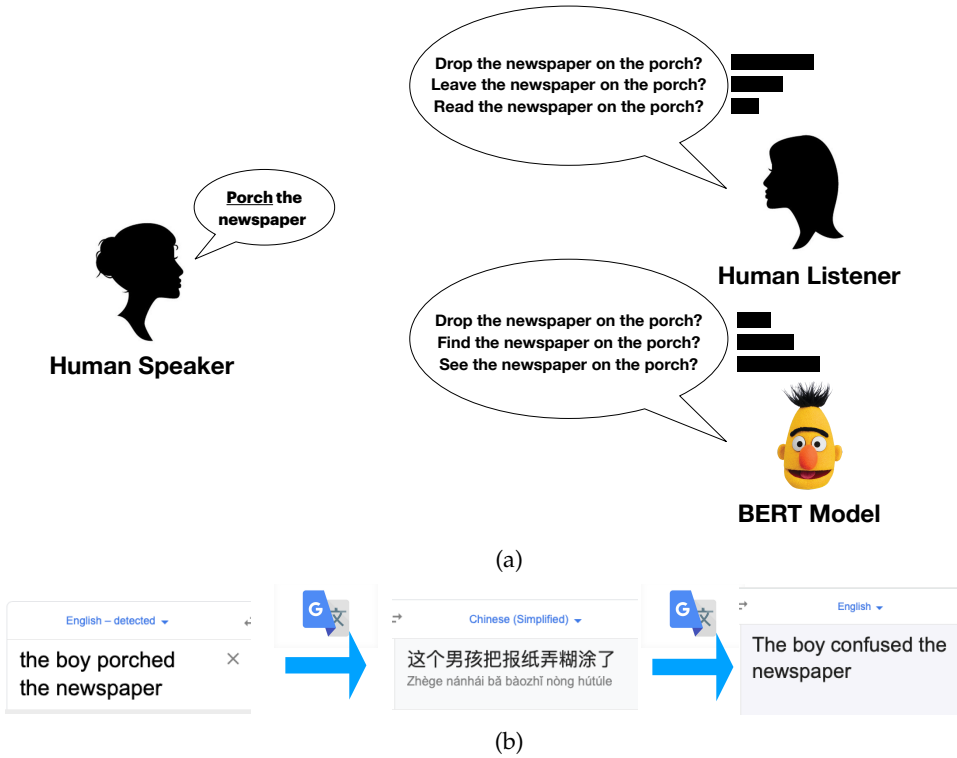 Drop the newspaper on the porch?
Leave the newspaper on the porch?
Read the newspaper on the porch?
Porch the
newspaper
Human Listener
Human Speaker
Drop the newspaper on the porch?
Find the newspaper on the porch?
See the newspaper on the porch?
BERT Model
(a)
English – detected
the boy porched
the newspaper
G 文
Chinese (Simplified)
这个男孩把报纸弄糊涂了
Zhège nánhái bǎ bàozhǐ nòng hútúle
G 文
English
The boy confused the
newspaper
(b)